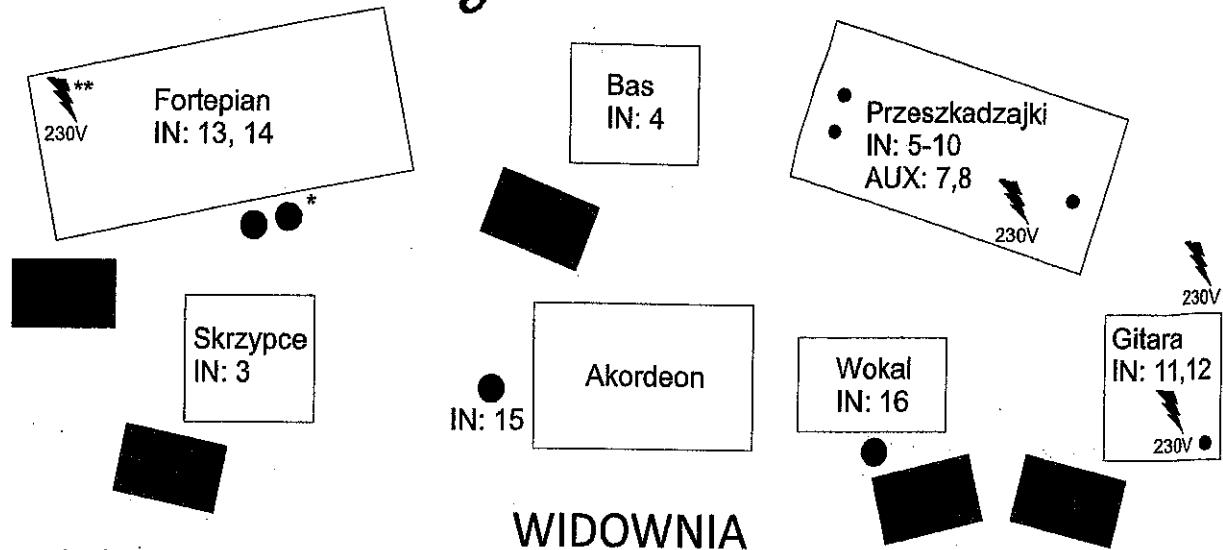 **
230V
Fortepian
IN: 13, 14
*
Bas
IN: 4
Przeszkadzajki
IN: 5-10
AUX: 7,8
230V
230V
Skrzypce
IN: 3
IN: 15
Akordeon
Wokal
IN: 16
Gitara
IN: 11,12
230V
WIDOWNIA